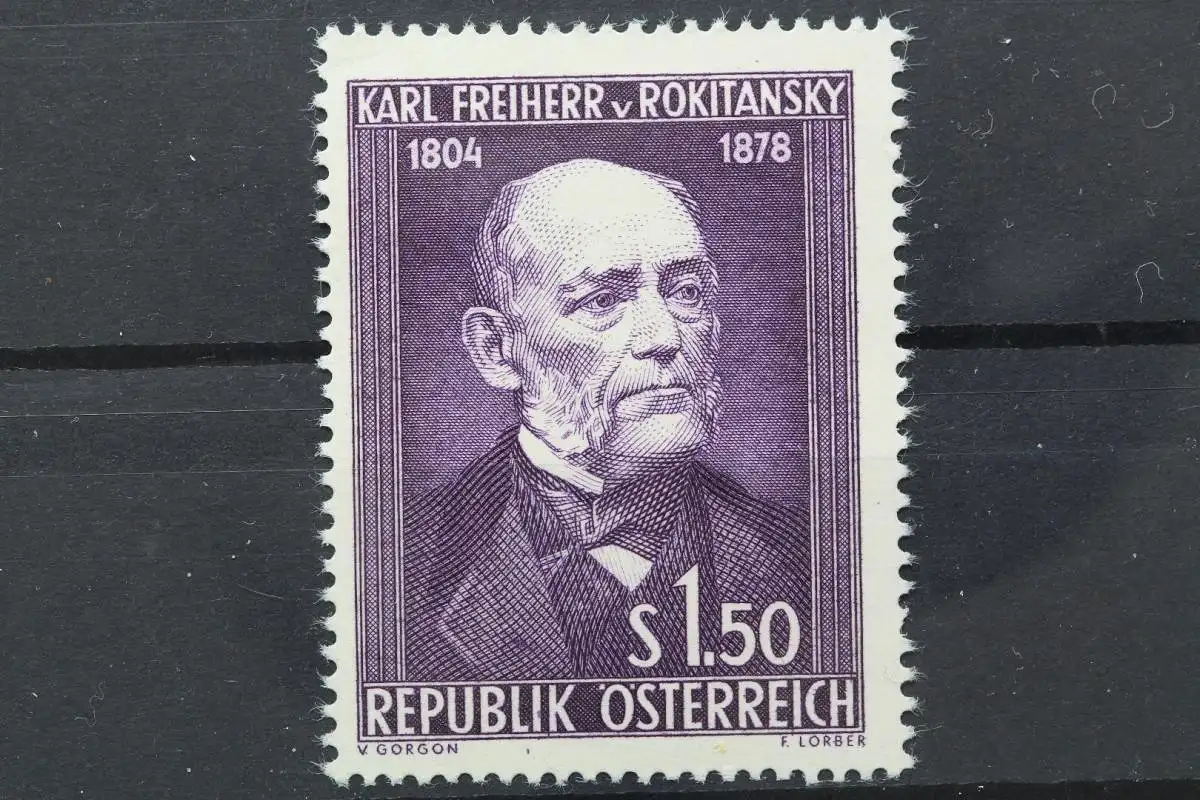 KARL FREIHERR v ROKITANSKY
1804 1878
S 1.50
REPUBLIK ÖSTERREICH
V. GORGON F. LORBER